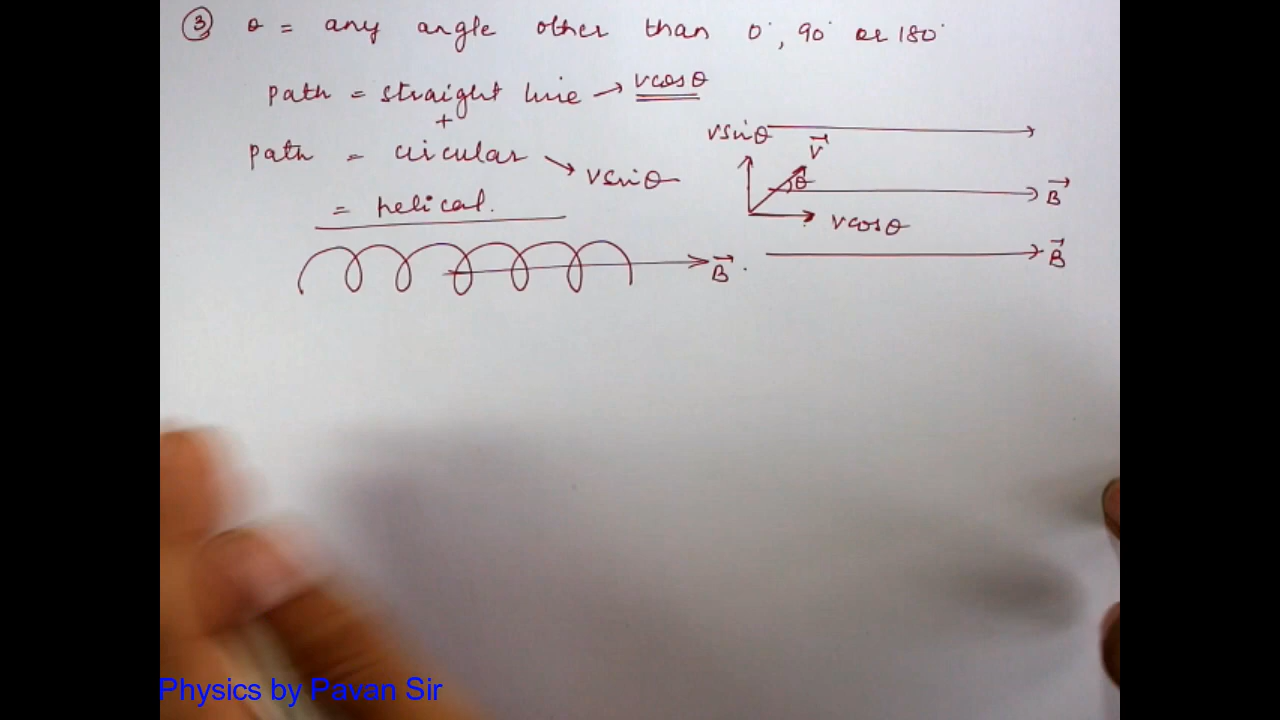 ③ θ = any angle other than 0°, 90° or 180°
path = straight line → vcosθ
+
path = circular → vsinθ
= helical.
B⃗.
vsinθ
v⃗
θ
B⃗
vcosθ
B⃗
Physics by Pavan Sir